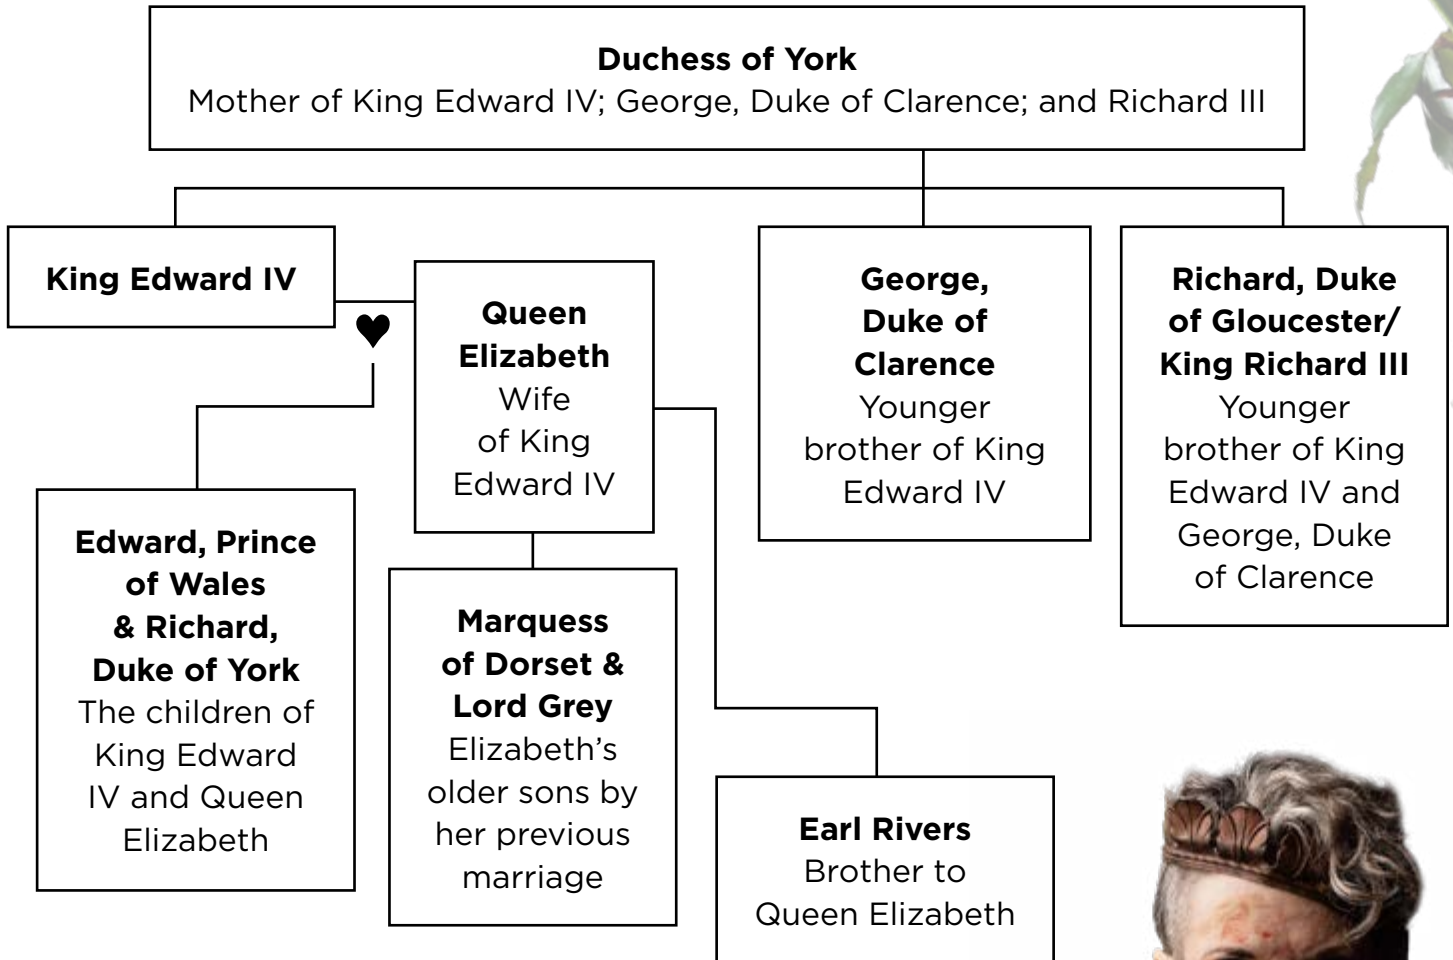 Duchess of York
Mother of King Edward IV; George, Duke of Clarence; and Richard III
King Edward IV
Queen
Elizabeth
Wife
of King
Edward IV
George,
Duke of
Clarence
Younger
brother of King
Edward IV
Richard, Duke
of Gloucester/
King Richard III
Younger
brother of King
Edward IV and
George, Duke
of Clarence
Edward, Prince
of Wales
& Richard,
Duke of York
The children of
King Edward
IV and Queen
Elizabeth
Marquess
of Dorset &
Lord Grey
Elizabeth’s
older sons by
her previous
marriage
Earl Rivers
Brother to
Queen Elizabeth